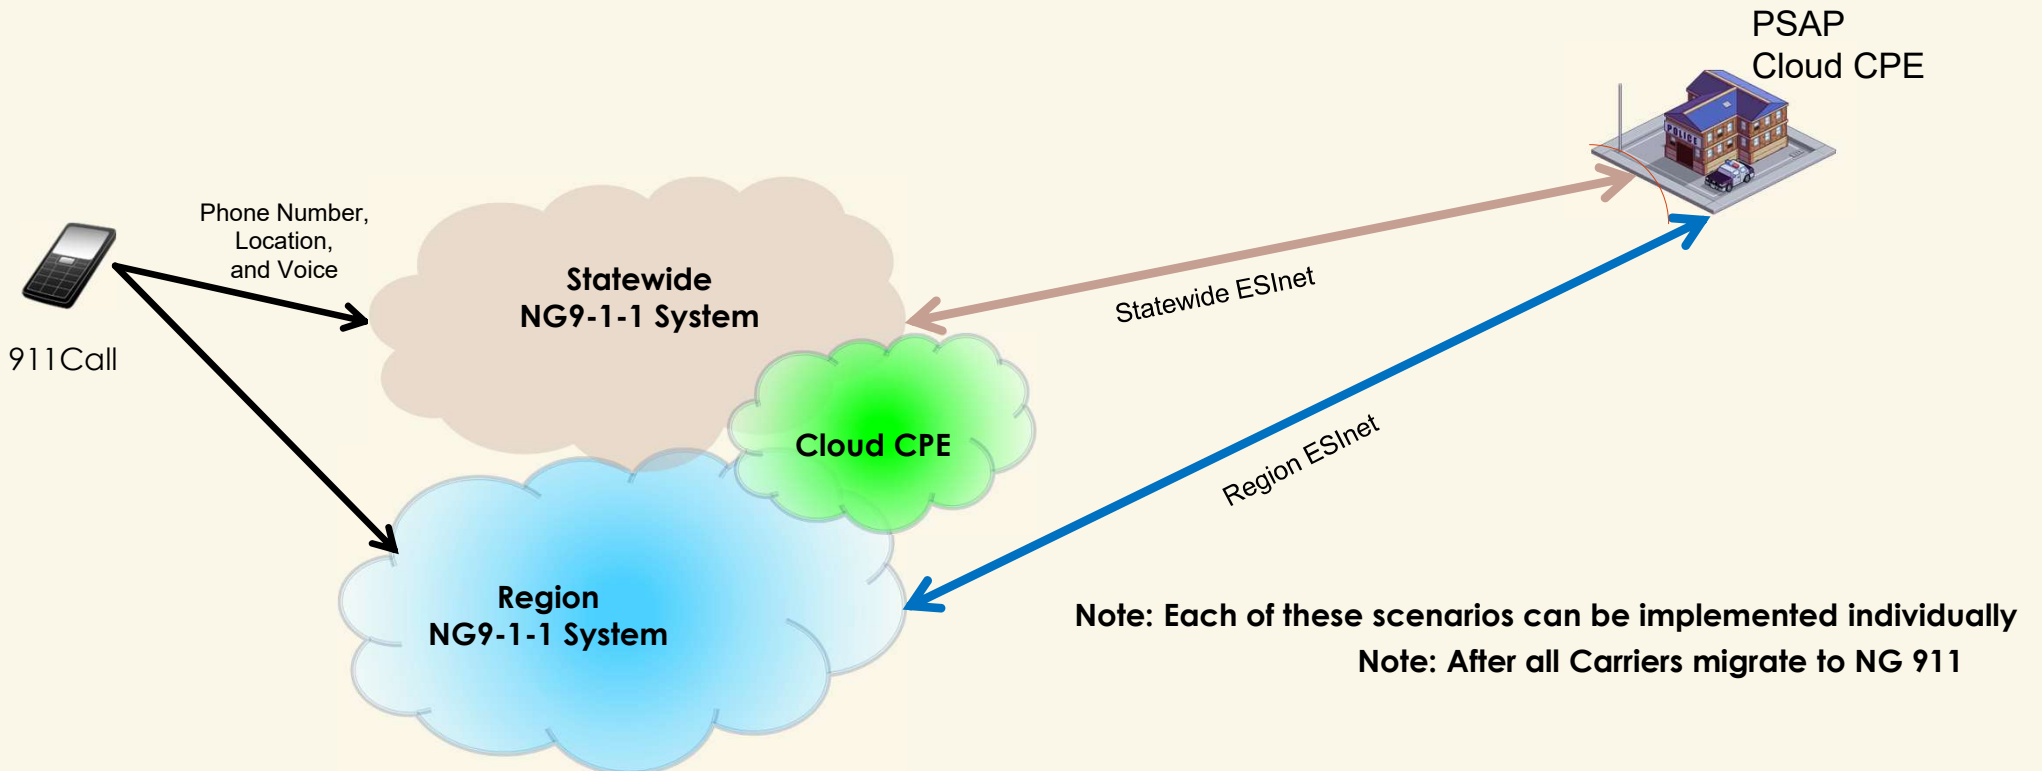 PSAP
Cloud CPE
Phone Number,
Location,
and Voice
911Call
Statewide
NG9-1-1 System
Statewide ESInet
POLICE
Cloud CPE
Region ESInet
Region
NG9-1-1 System
Note: Each of these scenarios can be implemented individually
Note: After all Carriers migrate to NG 911